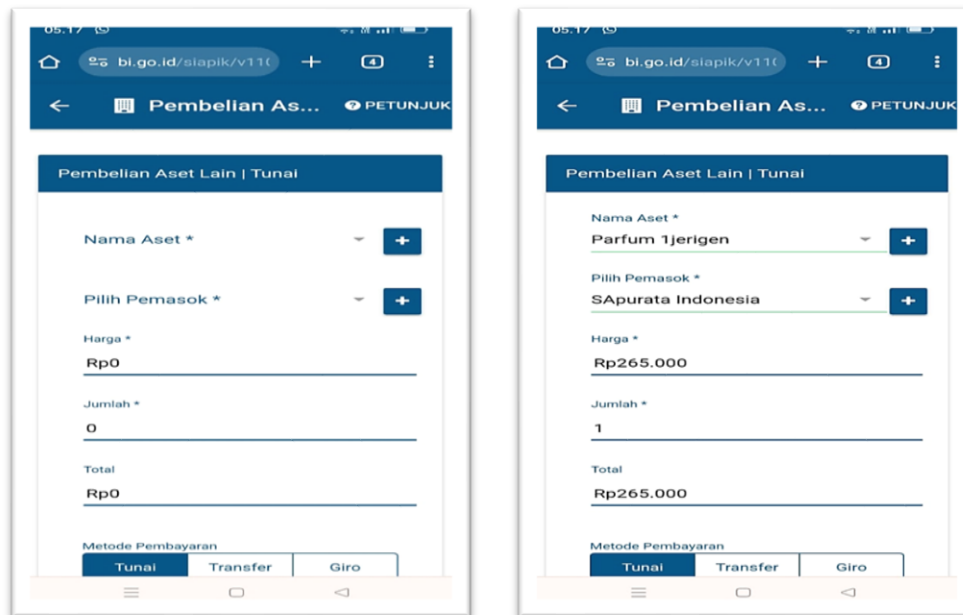 05.17
bi.go.id/siapik/v11(
4
Pembelian As...
? PETUNJUK
Pembelian Aset Lain | Tunai
Nama Aset *
Pilih Pemasok *
Harga *
Rp0
Jumlah *
0
Total
Rp0
Metode Pembayaran
Tunai Transfer Giro
05.17
bi.go.id/siapik/v11(
4
Pembelian As...
? PETUNJUK
Pembelian Aset Lain | Tunai
Nama Aset *
Parfum 1jerigen
Pilih Pemasok *
SApurata Indonesia
Harga *
Rp265.000
Jumlah *
1
Total
Rp265.000
Metode Pembayaran
Tunai Transfer Giro